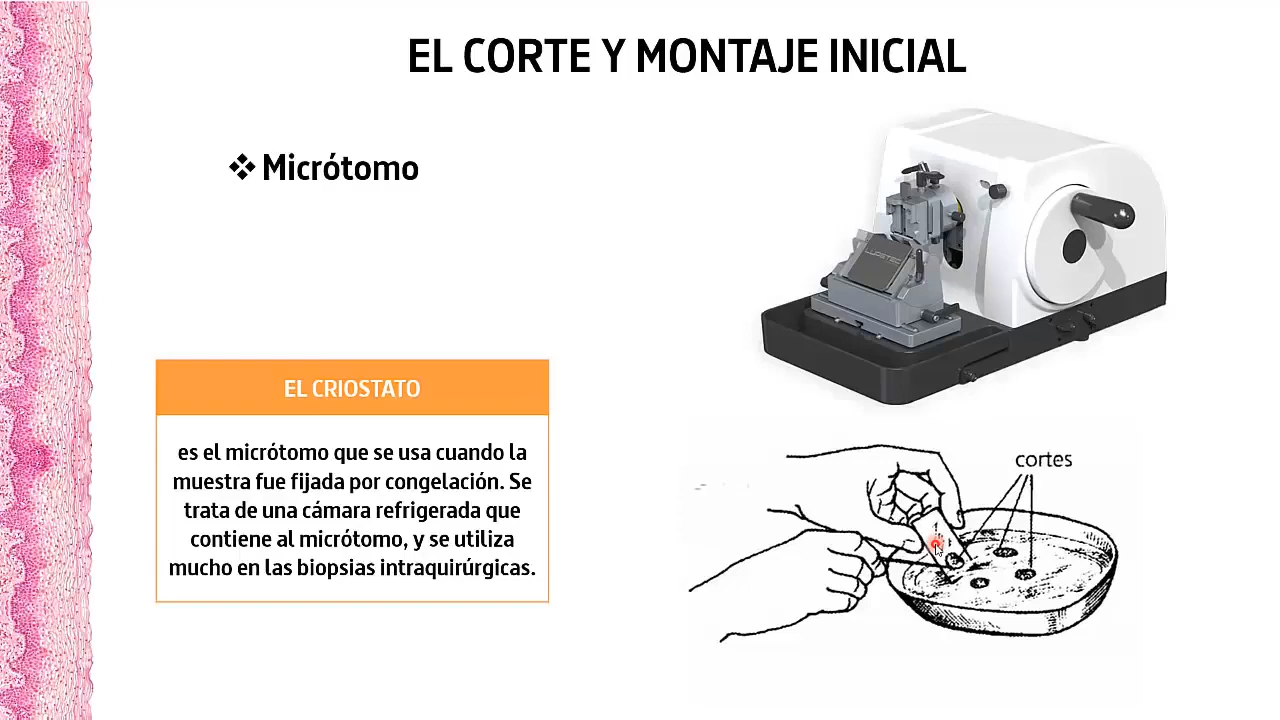 EL CORTE Y MONTAJE INICIAL
❖ Micrótomo
EL CRIOSTATO
es el micrótomo que se usa cuando la
muestra fue fijada por congelación. Se
trata de una cámara refrigerada que
contiene al micrótomo, y se utiliza
mucho en las biopsias intraquirúrgicas.
cortes